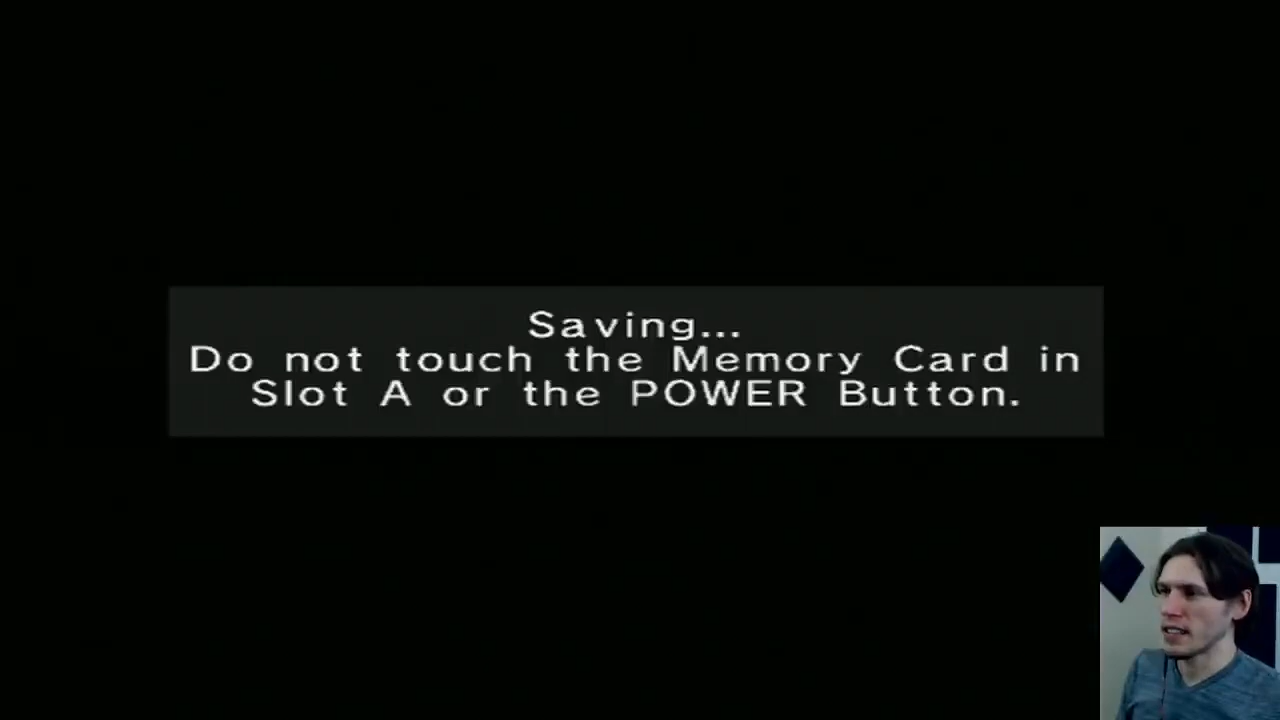 Saving...
Do not touch the Memory Card in
Slot A or the POWER Button.